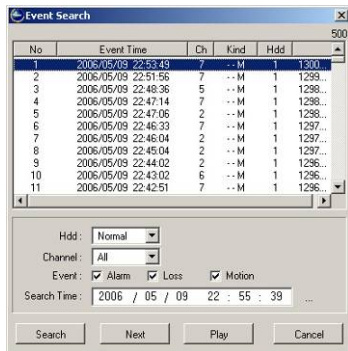 Event Search
500
No Event Time Ch Kind Hdd
1 2006/05/09 22:53:49 7 - - M 1 1300...
2 2006/05/09 22:51:56 7 - - M 1 1299...
3 2006/05/09 22:48:36 5 - - M 1 1298...
4 2006/05/09 22:47:14 7 - - M 1 1298...
5 2006/05/09 22:47:06 2 - - M 1 1298...
6 2006/05/09 22:46:33 7 - - M 1 1297...
7 2006/05/09 22:46:04 2 - - M 1 1297...
8 2006/05/09 22:45:04 2 - - M 1 1297...
9 2006/05/09 22:44:02 2 - - M 1 1296...
10 2006/05/09 22:43:02 6 - - M 1 1296...
11 2006/05/09 22:42:51 7 - - M 1 1296...
Hdd : Normal
Channel : All
Event : Alarm Loss Motion
Search Time : 2006 / 05 / 09 22 : 55 : 39 ...
Search Next Play Cancel